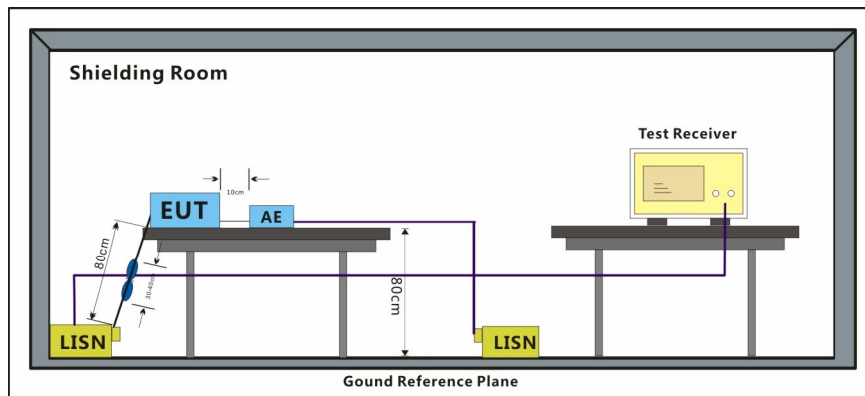 Shielding Room
Test Receiver
10cm
EUT
AE
80cm
30-40cm
80cm
LISN
LISN
Gound Reference Plane